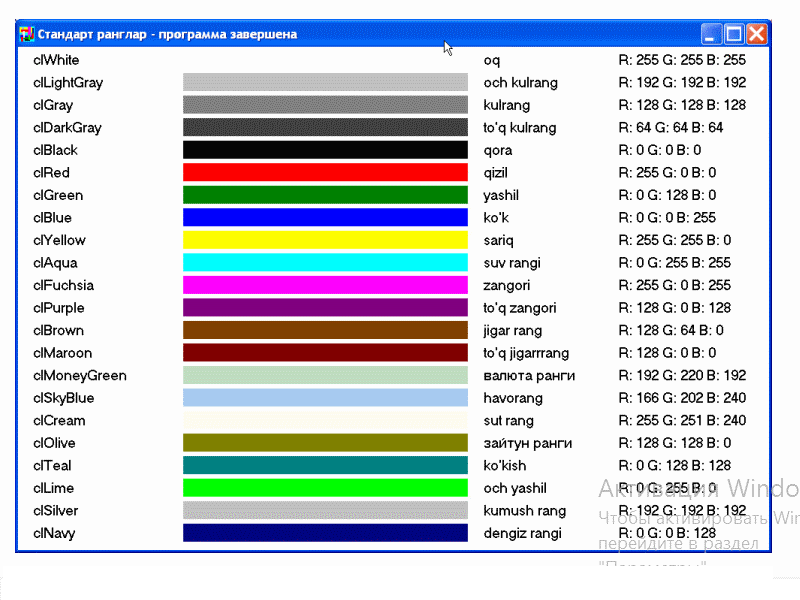 Стандарт ранглар - программа завершена
clWhite oq R: 255 G: 255 B: 255
clLightGray och kulrang R: 192 G: 192 B: 192
clGray kulrang R: 128 G: 128 B: 128
clDarkGray to'q kulrang R: 64 G: 64 B: 64
clBlack qora R: 0 G: 0 B: 0
clRed qizil R: 255 G: 0 B: 0
clGreen yashil R: 0 G: 128 B: 0
clBlue ko'k R: 0 G: 0 B: 255
clYellow sariq R: 255 G: 255 B: 0
clAqua suv rangi R: 0 G: 255 B: 255
clFuchsia zangori R: 255 G: 0 B: 255
clPurple to'q zangori R: 128 G: 0 B: 128
clBrown jigar rang R: 128 G: 64 B: 0
clMaroon to'q jigarrrang R: 128 G: 0 B: 0
clMoneyGreen валюта ранги R: 192 G: 220 B: 192
clSkyBlue havorang R: 166 G: 202 B: 240
clCream sut rang R: 255 G: 251 B: 240
clOlive зайтун ранги R: 128 G: 128 B: 0
clTeal ko'kish R: 0 G: 128 B: 128
clLime och yashil R: 0 G: 255 B: 0
clSilver kumush rang R: 192 G: 192 B: 192
clNavy dengiz rangi R: 0 G: 0 B: 128
Активация Windo
Чтобы активировать Win
перейдите в раздел
"Параметры"